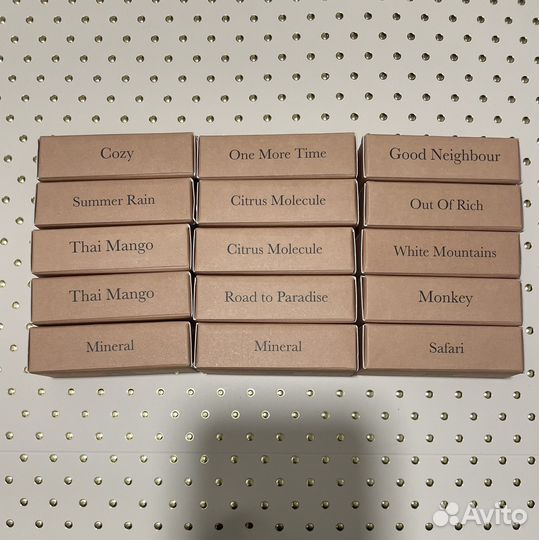 Cozy
One More Time
Good Neighbour
Summer Rain
Citrus Molecule
Out Of Rich
Thai Mango
Citrus Molecule
White Mountains
Thai Mango
Road to Paradise
Monkey
Mineral
Mineral
Safari
Avito